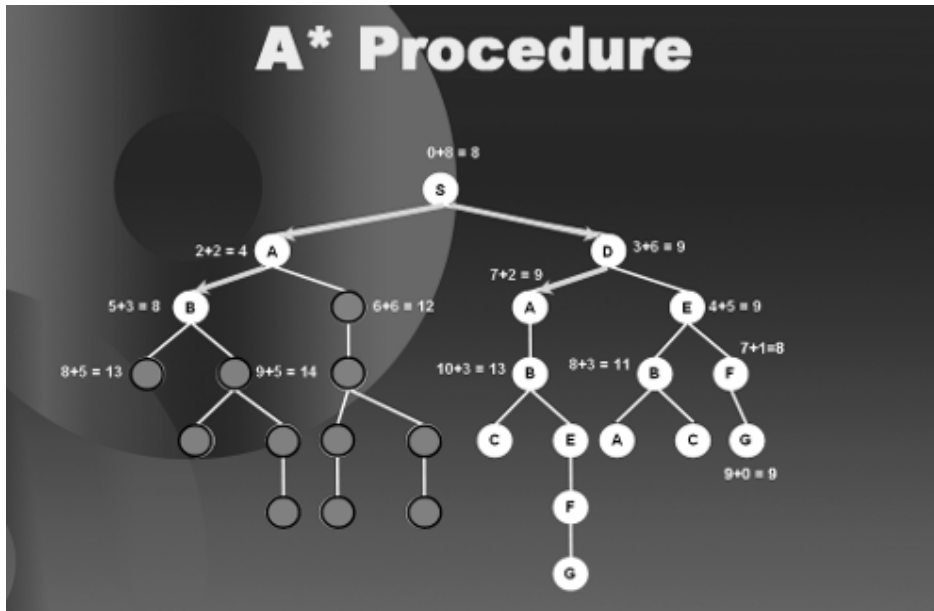 A* Procedure
0+8 = 8
S
2+2 = 4 A D 3+6 = 9
7+2 = 9
5+3 = 8 B 6+6 = 12 A E 4+5 = 9
7+1=8
8+5 = 13 9+5 = 14 10+3 = 13 B 8+3 = 11 B F
C E A C G
9+0 = 9
F
G